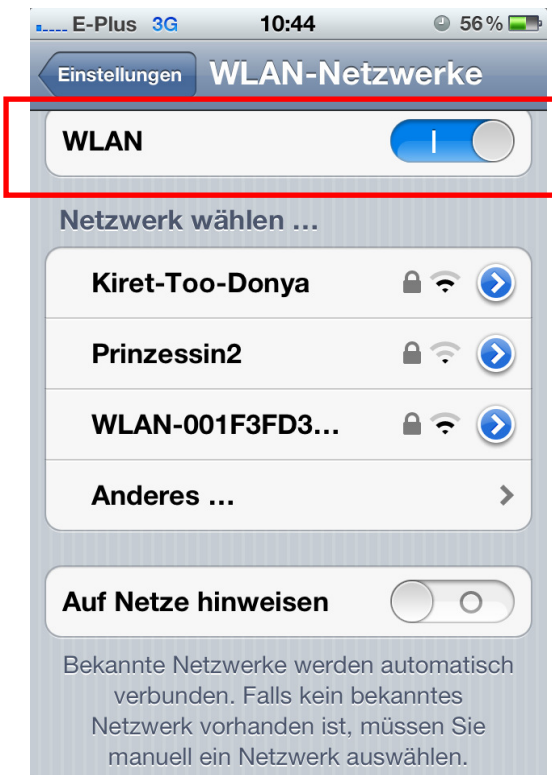 E-Plus 3G 10:44 56 %
Einstellungen WLAN-Netzwerke
WLAN
Netzwerk wählen ...
Kiret-Too-Donya
Prinzessin2
WLAN-001F3FD3...
Anderes ...
Auf Netze hinweisen
Bekannte Netzwerke werden automatisch
verbunden. Falls kein bekanntes
Netzwerk vorhanden ist, müssen Sie
manuell ein Netzwerk auswählen.